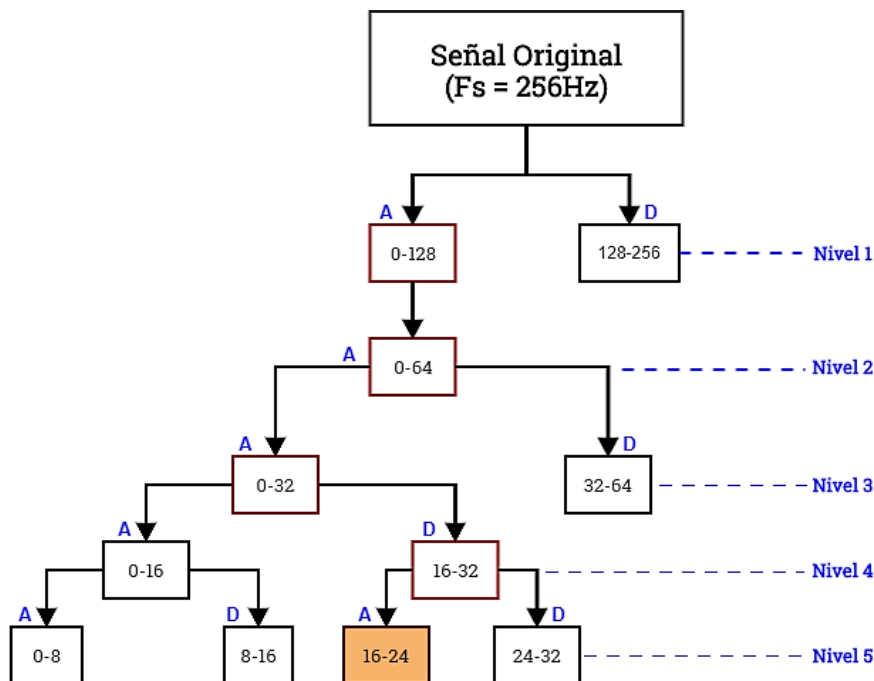 Señal Original
(Fs = 256Hz)
A
D
0-128
128-256
Nivel 1
A
0-64
Nivel 2
A
D
0-32
32-64
Nivel 3
A
D
0-16
16-32
Nivel 4
A
D
A
D
0-8
8-16
16-24
24-32
Nivel 5